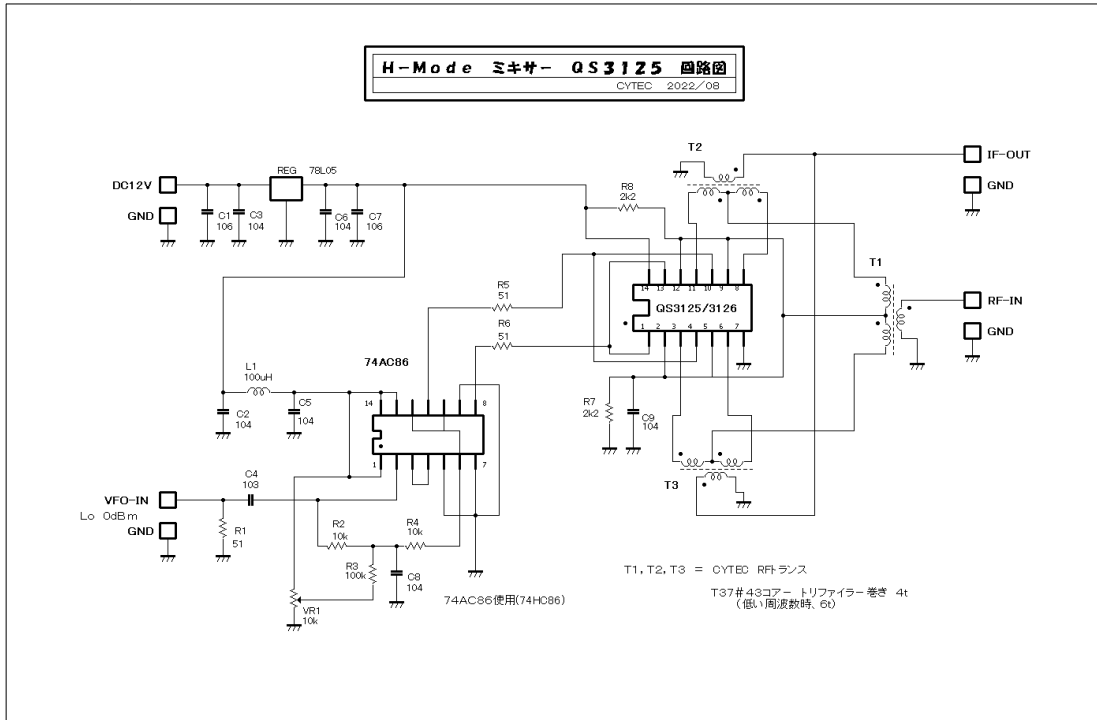 H-Mode ミキサー QS3125 回路図
CYTEC 2022/08
T2
IF-OUT
REG 78L05
DC12V
R8
2k2
GND
GND
C1
106
C3
104
C6
104
C7
106
T1
14 13 12 11 10 9 8
R5
51
QS3125/3126
RF-IN
R6
51
1 2 3 4 5 6 7
GND
74AC86
L1
100uH
14
8
R7
2k2
C9
104
C2
104
C5
104
1
7
C4
103
T3
VFO-IN
Lo 0dBm
GND
R1
51
R2
10k
R4
10k
R3
100k
C8
104
VR1
10k
74AC86使用(74HC86)
T1,T2,T3 = CYTEC RFトランス
T37#43コアー トリファイラー巻き 4t
(低い周波数時、6t)